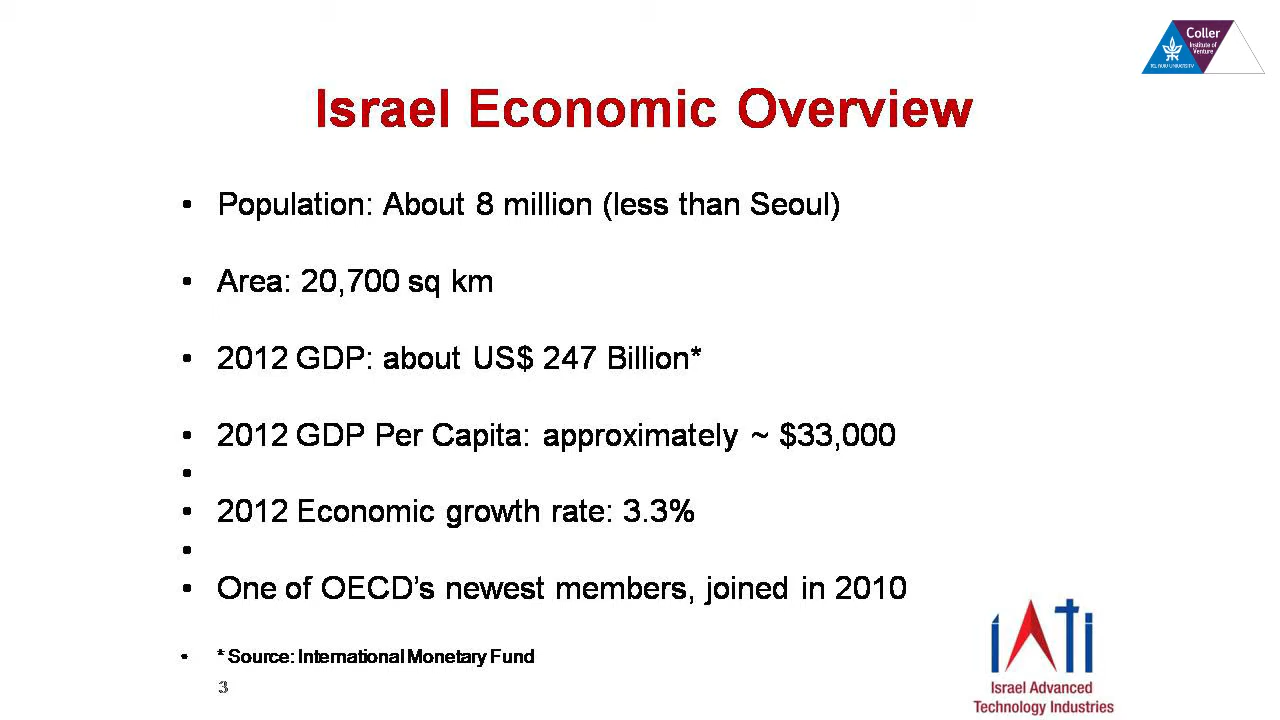 Coller
Institute of
Venture
TEL AVIV UNIVERSITY
Israel Economic Overview
• Population: About 8 million (less than Seoul)
• Area: 20,700 sq km
• 2012 GDP: about US$ 247 Billion*
• 2012 GDP Per Capita: approximately ~ $33,000
•
• 2012 Economic growth rate: 3.3%
•
• One of OECD’s newest members, joined in 2010
• * Source: International Monetary Fund
3
iATi
Israel Advanced
Technology Industries